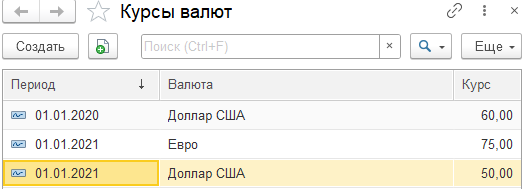 Курсы валют
Создать Поиск (Ctrl+F) × Еще
Период ↓ Валюта Курс
01.01.2020 Доллар США 60,00
01.01.2021 Евро 75,00
01.01.2021 Доллар США 50,00